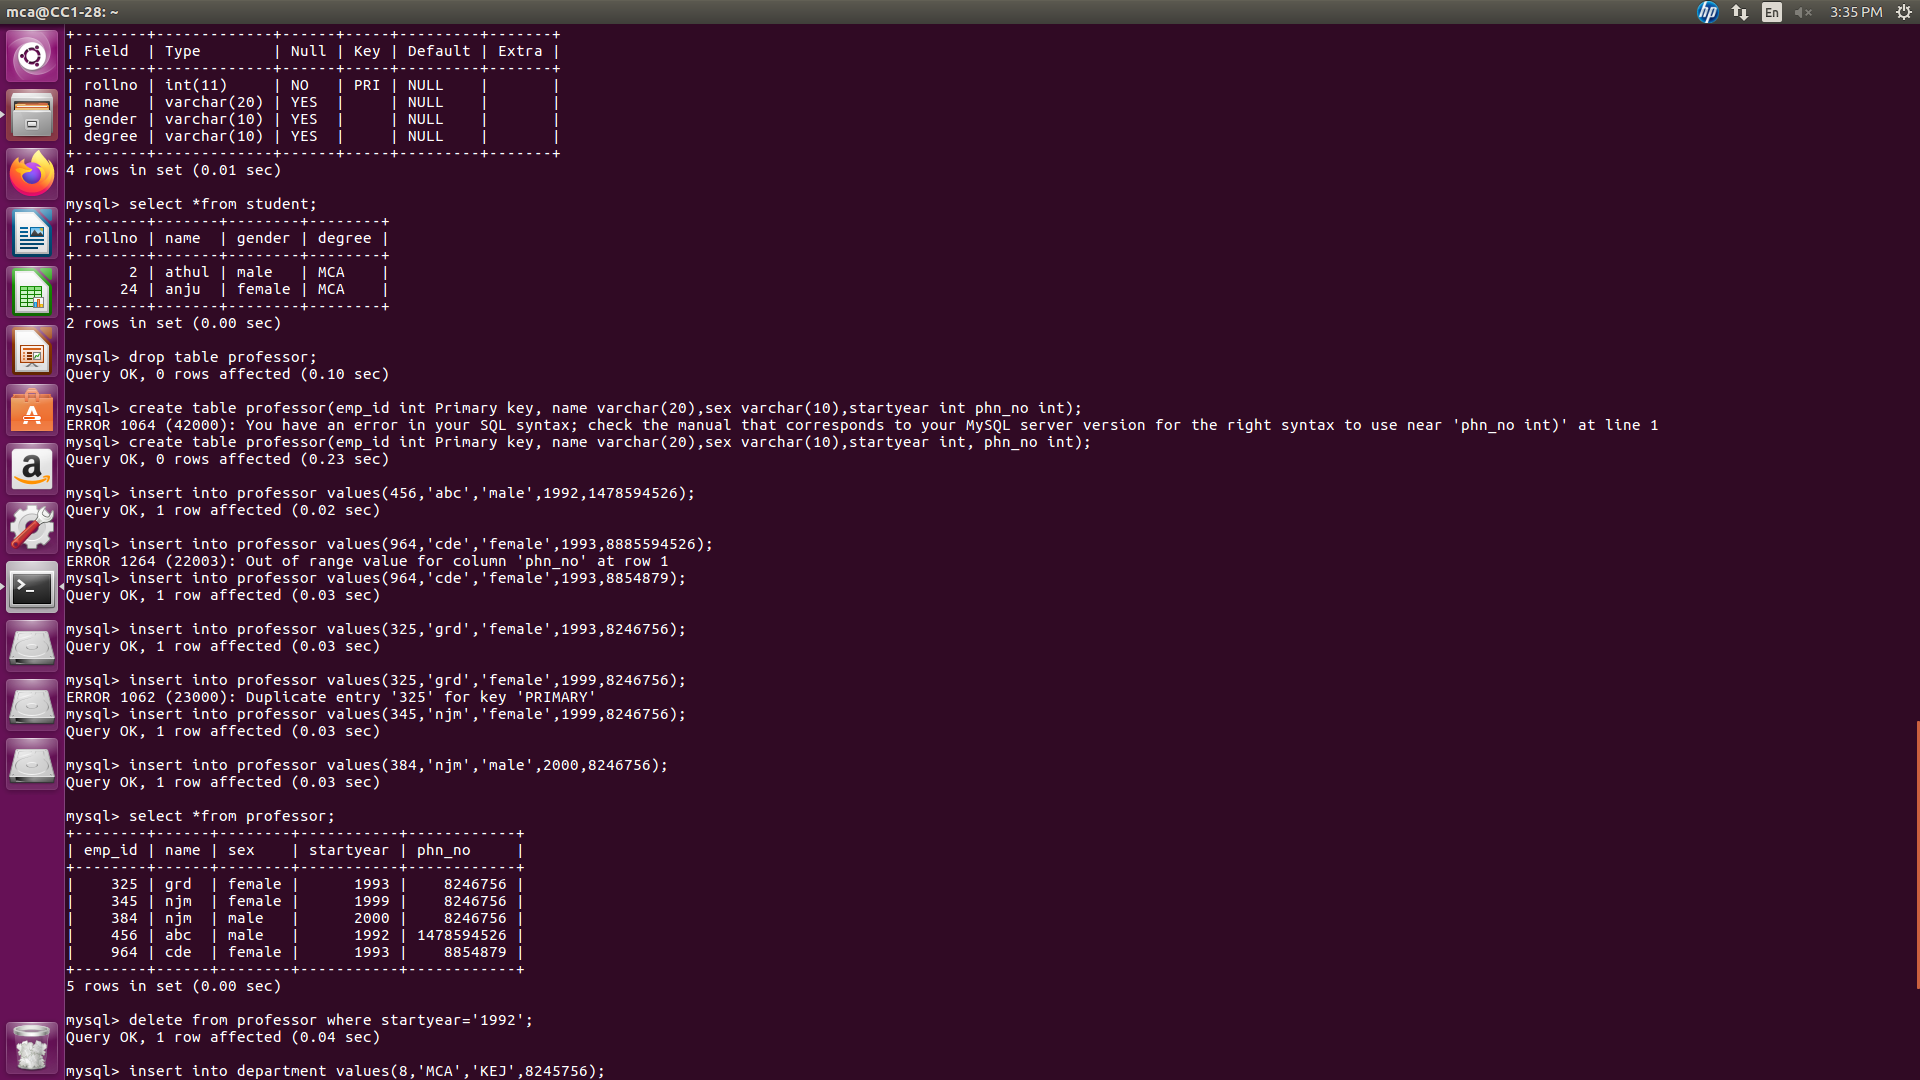 mca@CC1-28: ~
hp En 3:35 PM
+--------+-------------+------+-----+---------+-------+
| Field  | Type        | Null | Key | Default | Extra |
+--------+-------------+------+-----+---------+-------+
| rollno | int(11)     | NO   | PRI | NULL    |       |
| name   | varchar(20) | YES  |     | NULL    |       |
| gender | varchar(10) | YES  |     | NULL    |       |
| degree | varchar(10) | YES  |     | NULL    |       |
+--------+-------------+------+-----+---------+-------+
4 rows in set (0.01 sec)
mysql> select *from student;
+--------+-------+--------+--------+
| rollno | name  | gender | degree |
+--------+-------+--------+--------+
|      2 | athul | male   | MCA    |
|     24 | anju  | female | MCA    |
+--------+-------+--------+--------+
2 rows in set (0.00 sec)
mysql> drop table professor;
Query OK, 0 rows affected (0.10 sec)
mysql> create table professor(emp_id int Primary key, name varchar(20),sex varchar(10),startyear int phn_no int);
ERROR 1064 (42000): You have an error in your SQL syntax; check the manual that corresponds to your MySQL server version for the right syntax to use near 'phn_no int)' at line 1
mysql> create table professor(emp_id int Primary key, name varchar(20),sex varchar(10),startyear int, phn_no int);
Query OK, 0 rows affected (0.23 sec)
mysql> insert into professor values(456,'abc','male',1992,1478594526);
Query OK, 1 row affected (0.02 sec)
mysql> insert into professor values(964,'cde','female',1993,8885594526);
ERROR 1264 (22003): Out of range value for column 'phn_no' at row 1
mysql> insert into professor values(964,'cde','female',1993,8854879);
Query OK, 1 row affected (0.03 sec)
mysql> insert into professor values(325,'grd','female',1993,8246756);
Query OK, 1 row affected (0.03 sec)
mysql> insert into professor values(325,'grd','female',1999,8246756);
ERROR 1062 (23000): Duplicate entry '325' for key 'PRIMARY'
mysql> insert into professor values(345,'njm','female',1999,8246756);
Query OK, 1 row affected (0.03 sec)
mysql> insert into professor values(384,'njm','male',2000,8246756);
Query OK, 1 row affected (0.03 sec)
mysql> select *from professor;
+--------+------+--------+-----------+------------+
| emp_id | name | sex    | startyear | phn_no     |
+--------+------+--------+-----------+------------+
|    325 | grd  | female |      1993 |    8246756 |
|    345 | njm  | female |      1999 |    8246756 |
|    384 | njm  | male   |      2000 |    8246756 |
|    456 | abc  | male   |      1992 | 1478594526 |
|    964 | cde  | female |      1993 |    8854879 |
+--------+------+--------+-----------+------------+
5 rows in set (0.00 sec)
mysql> delete from professor where startyear='1992';
Query OK, 1 row affected (0.04 sec)
mysql> insert into department values(8,'MCA','KEJ',8245756);